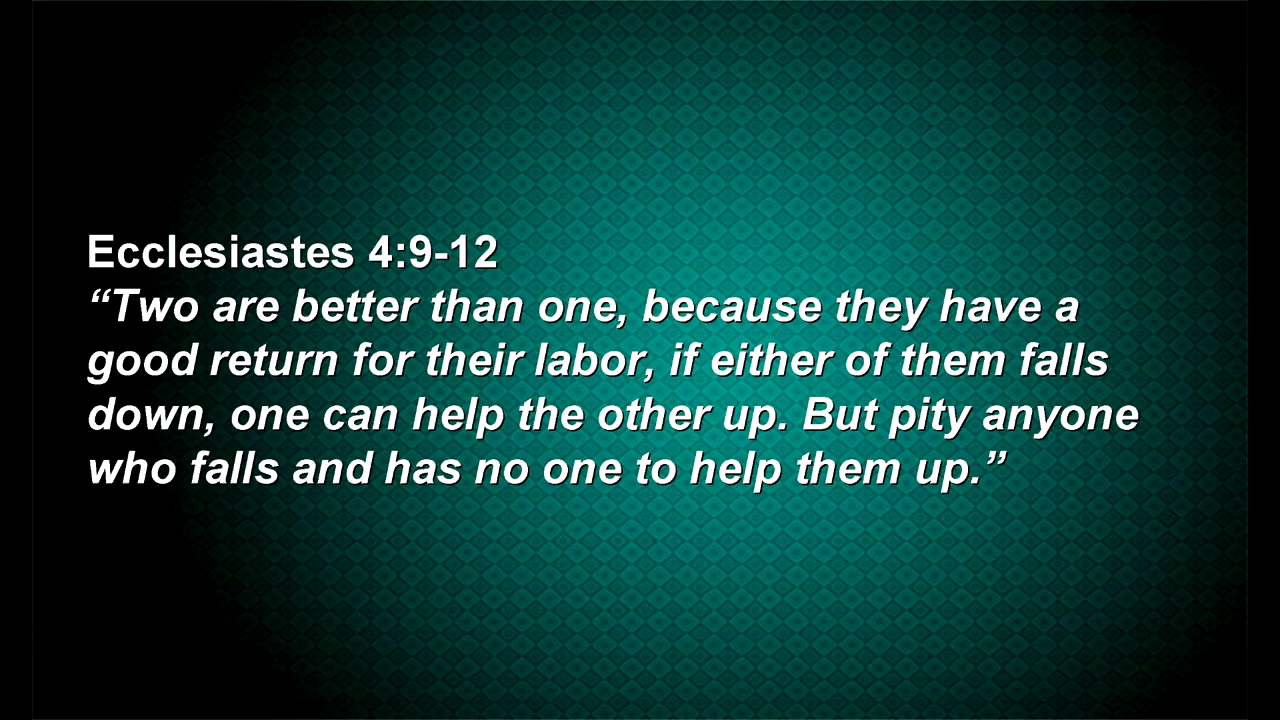 Ecclesiastes 4:9-12
“Two are better than one, because they have a
good return for their labor, if either of them falls
down, one can help the other up. But pity anyone
who falls and has no one to help them up.”